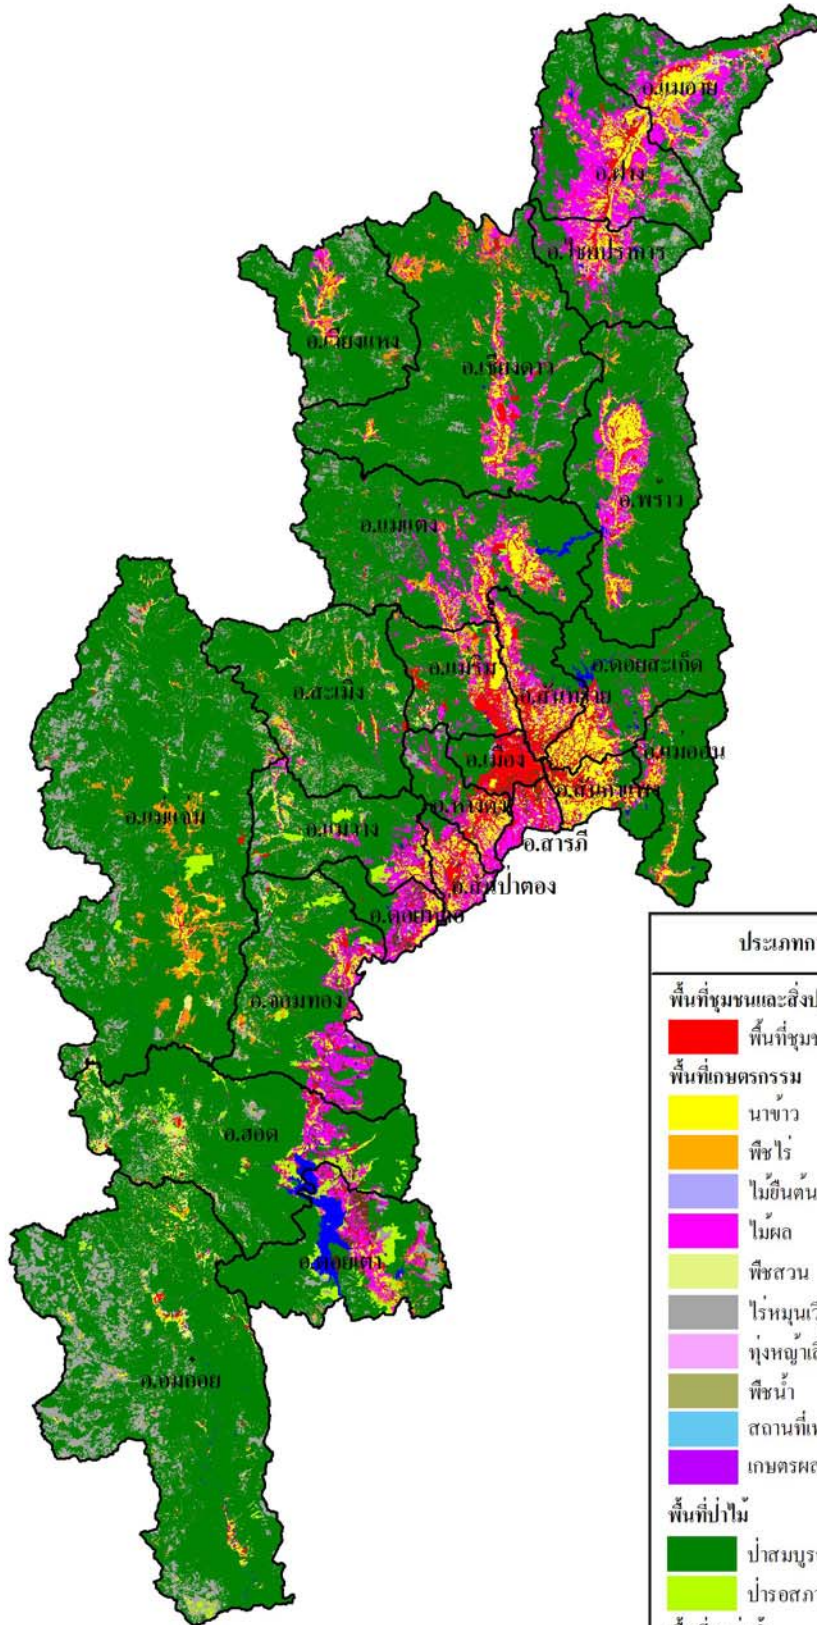 อ.แม่อาย
อ.ฝาง
อ.ไชยปราการ
อ.เวียงแหง
อ.เชียงดาว
อ.พร้าว
อ.แม่แตง
อ.แม่ริม
อ.ดอยสะเก็ด
อ.สะเมิง
อ.สันทราย
อ.เมือง
อ.แม่ออน
อ.สันกำแพง
อ.หางดง
อ.แม่แจ่ม
อ.แม่วาง
อ.สารภี
อ.สันป่าตอง
อ.ดอยหล่อ
อ.จอมทอง
อ.ฮอด
อ.ดอยเต่า
อ.อมก๋อย
ประเภทกา
พื้นที่ชุมชนและสิ่งป
พื้นที่ชุมช
พื้นที่เกษตรกรรม
นาข้าว
พืชไร่
ไม้ยืนต้น
ไม้ผล
พืชสวน
ไร่หมุนเวี
ทุ่งหญ้าเลี
พืชน้ำ
สถานที่เพ
เกษตรผส
พื้นที่ป่าไม้
ป่าสมบูรณ
ป่ารอสภา